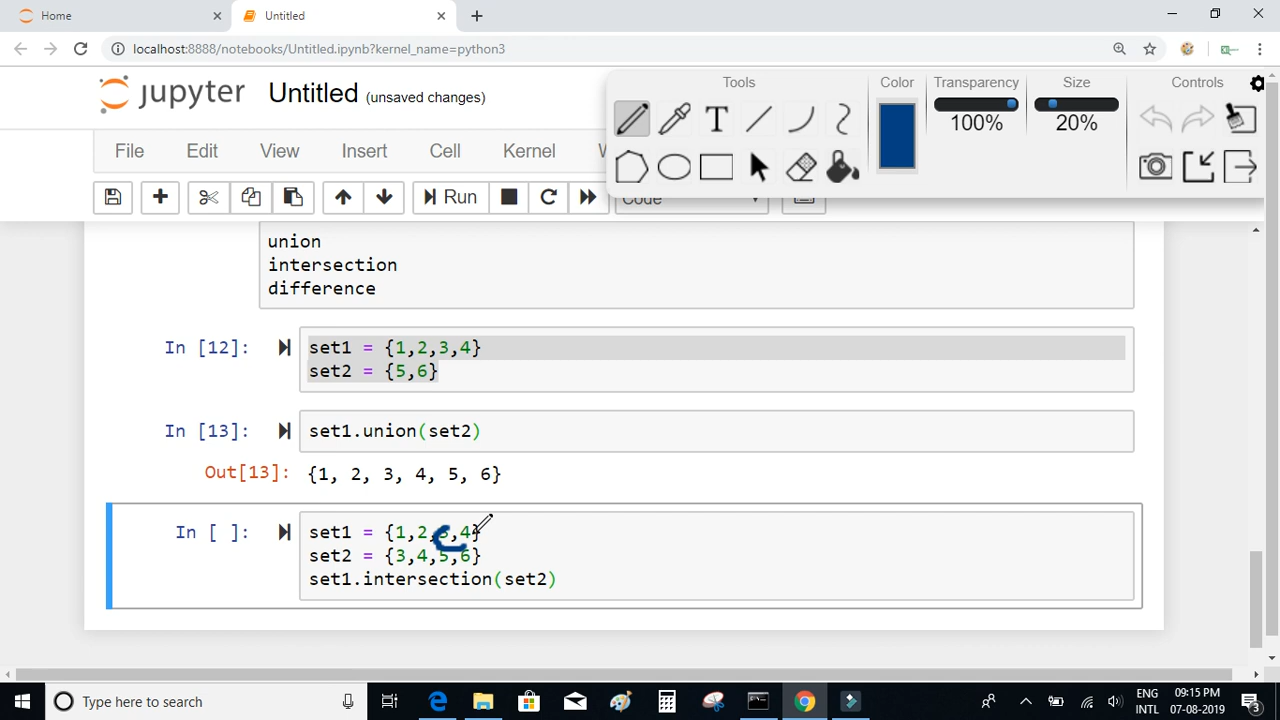 Home
Untitled
localhost:8888/notebooks/Untitled.ipynb?kernel_name=python3
jupyter Untitled (unsaved changes)
Tools
Color
Transparency
Size
Controls
100%
20%
File Edit View Insert Cell Kernel
Run
Code
union
intersection
difference
In [12]: set1 = {1,2,3,4}
set2 = {5,6}
In [13]: set1.union(set2)
Out[13]: {1, 2, 3, 4, 5, 6}
In [ ]: set1 = {1,2,3,4}
set2 = {3,4,5,6}
set1.intersection(set2)
Type here to search
ENG 09:15 PM
INTL 07-08-2019
3